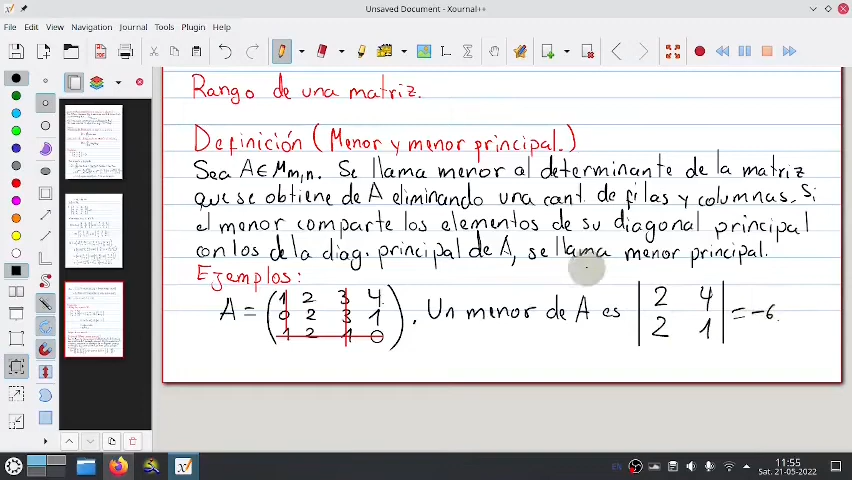 Unsaved Document - Xournal++
File Edit View Navigation Journal Tools Plugin Help
Rango de una matriz.
Definición (Menor y menor principal.)
Sea A ∈ Mm,n. Se llama menor al determinante de la matriz
que se obtiene de A eliminando una cant. de filas y columnas. Si
el menor comparte los elementos de su diagonal principal
con los de la diag. principal de A, se llama menor principal.
Ejemplos:
A = (1 2 3 4
0 2 3 1
1 2 1 0). Un menor de A es |2 4
2 1| = -6.
EN
11:55
Sat. 21-05-2022